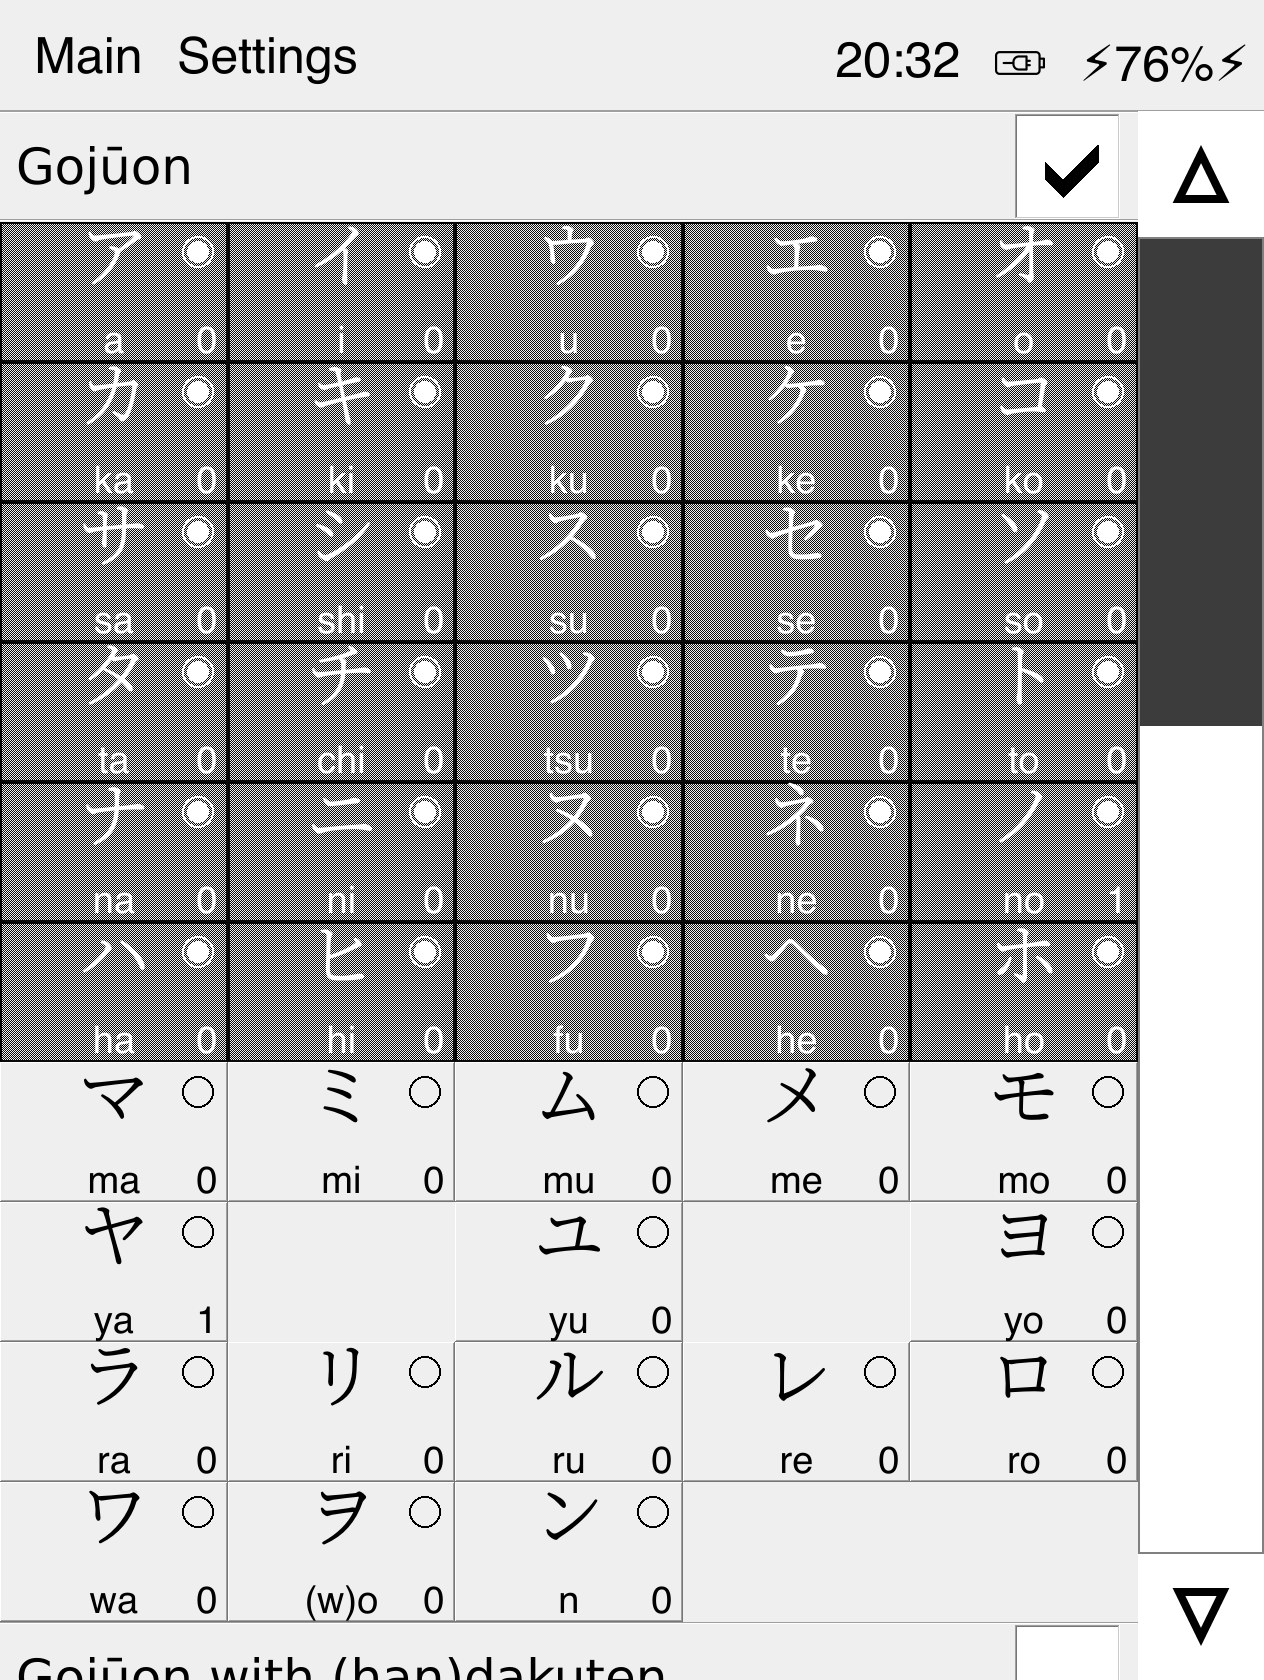 Main Settings 20:32 ⚡76%⚡
Gojūon
ア イ ウ エ オ
a 0 i 0 u 0 e 0 o 0
カ キ ク ケ コ
ka 0 ki 0 ku 0 ke 0 ko 0
サ シ ス セ ソ
sa 0 shi 0 su 0 se 0 so 0
タ チ ツ テ ト
ta 0 chi 0 tsu 0 te 0 to 0
ナ ニ ヌ ネ ノ
na 0 ni 0 nu 0 ne 0 no 1
ハ ヒ フ ヘ ホ
ha 0 hi 0 fu 0 he 0 ho 0
マ ミ ム メ モ
ma 0 mi 0 mu 0 me 0 mo 0
ヤ ユ ヨ
ya 1 yu 0 yo 0
ラ リ ル レ ロ
ra 0 ri 0 ru 0 re 0 ro 0
ワ ヲ ン
wa 0 (w)o 0 n 0
Gojūon with (han)dakuten